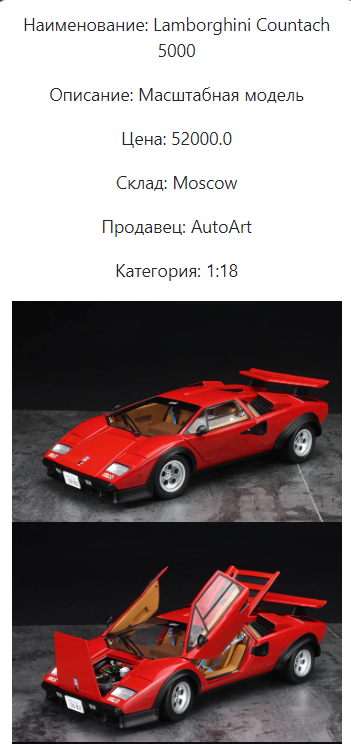 Наименование: Lamborghini Countach
5000
Описание: Масштабная модель
Цена: 52000.0
Склад: Moscow
Продавец: AutoArt
Категория: 1:18